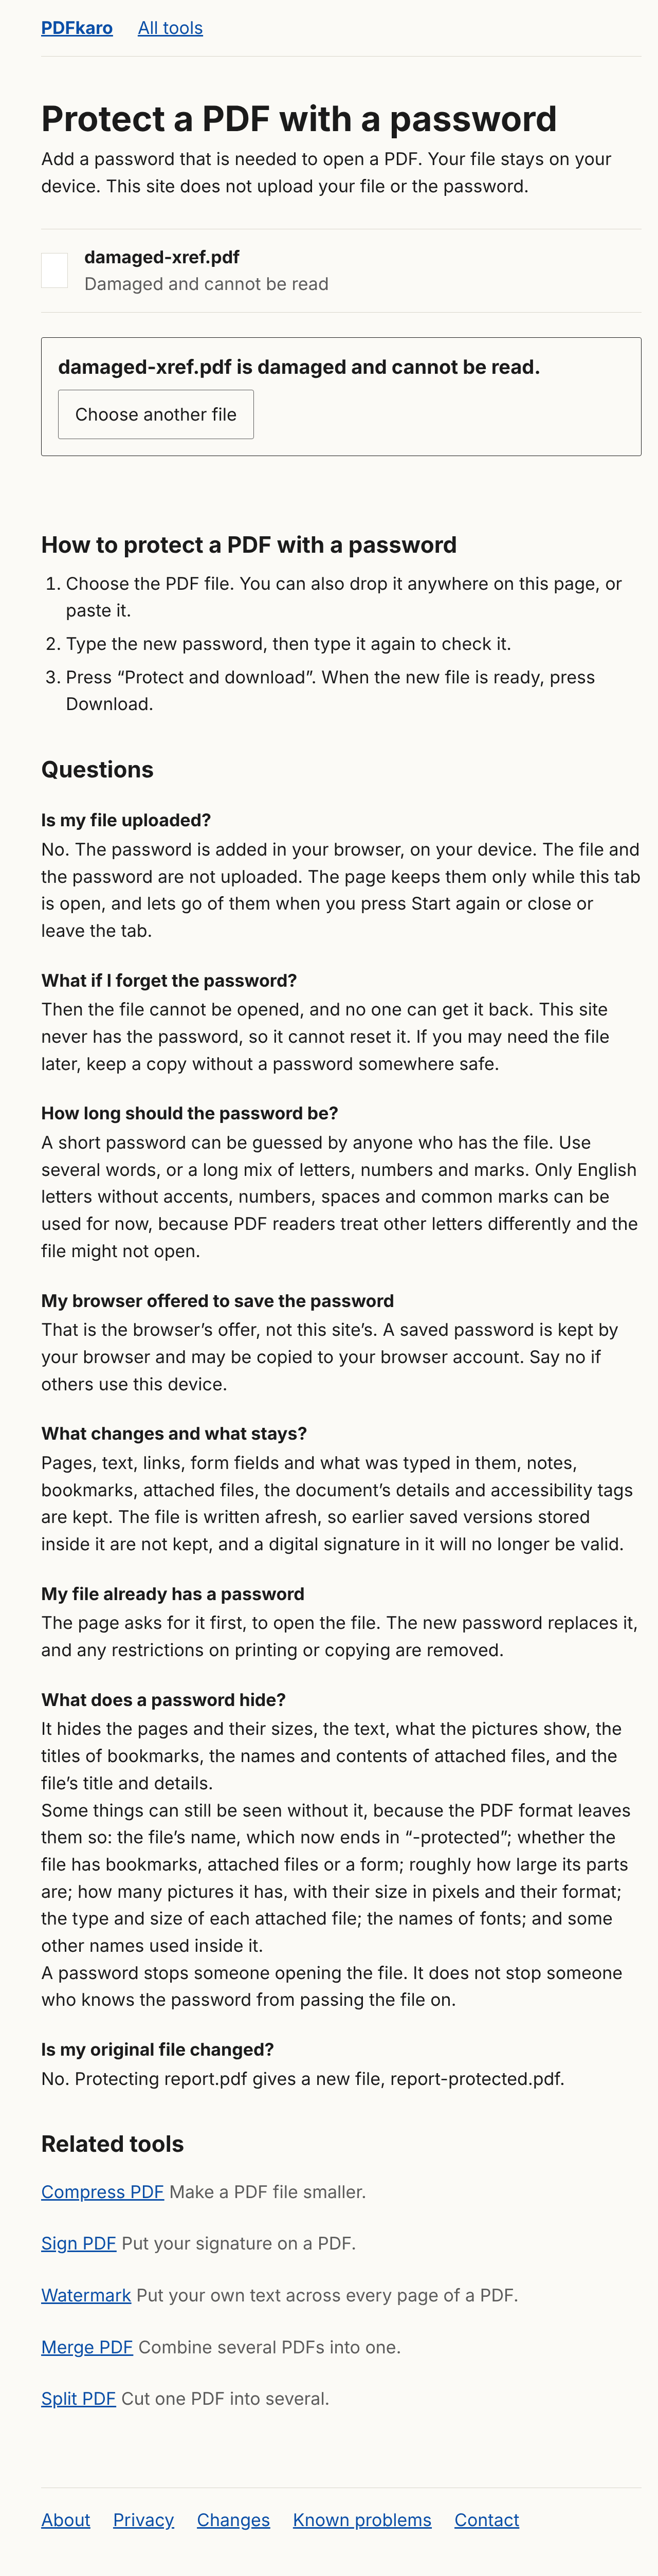 PDFkaro All tools
Protect a PDF with a password
Add a password that is needed to open a PDF. Your file stays on your
device. This site does not upload your file or the password.
damaged-xref.pdf
Damaged and cannot be read
damaged-xref.pdf is damaged and cannot be read.
Choose another file
How to protect a PDF with a password
1. Choose the PDF file. You can also drop it anywhere on this page, or
paste it.
2. Type the new password, then type it again to check it.
3. Press “Protect and download”. When the new file is ready, press
Download.
Questions
Is my file uploaded?
No. The password is added in your browser, on your device. The file and
the password are not uploaded. The page keeps them only while this tab
is open, and lets go of them when you press Start again or close or
leave the tab.
What if I forget the password?
Then the file cannot be opened, and no one can get it back. This site
never has the password, so it cannot reset it. If you may need the file
later, keep a copy without a password somewhere safe.
How long should the password be?
A short password can be guessed by anyone who has the file. Use
several words, or a long mix of letters, numbers and marks. Only English
letters without accents, numbers, spaces and common marks can be
used for now, because PDF readers treat other letters differently and the
file might not open.
My browser offered to save the password
That is the browser’s offer, not this site’s. A saved password is kept by
your browser and may be copied to your browser account. Say no if
others use this device.
What changes and what stays?
Pages, text, links, form fields and what was typed in them, notes,
bookmarks, attached files, the document’s details and accessibility tags
are kept. The file is written afresh, so earlier saved versions stored
inside it are not kept, and a digital signature in it will no longer be valid.
My file already has a password
The page asks for it first, to open the file. The new password replaces it,
and any restrictions on printing or copying are removed.
What does a password hide?
It hides the pages and their sizes, the text, what the pictures show, the
titles of bookmarks, the names and contents of attached files, and the
file’s title and details.
Some things can still be seen without it, because the PDF format leaves
them so: the file’s name, which now ends in “-protected”; whether the
file has bookmarks, attached files or a form; roughly how large its parts
are; how many pictures it has, with their size in pixels and their format;
the type and size of each attached file; the names of fonts; and some
other names used inside it.
A password stops someone opening the file. It does not stop someone
who knows the password from passing the file on.
Is my original file changed?
No. Protecting report.pdf gives a new file, report-protected.pdf.
Related tools
Compress PDF Make a PDF file smaller.
Sign PDF Put your signature on a PDF.
Watermark Put your own text across every page of a PDF.
Merge PDF Combine several PDFs into one.
Split PDF Cut one PDF into several.
About Privacy Changes Known problems Contact